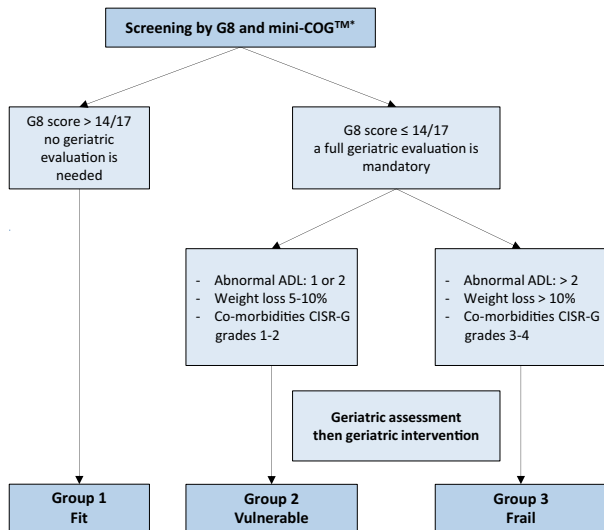 Screening by G8 and mini-COG™*
G8 score > 14/17
no geriatric
evaluation is
needed
G8 score ≤ 14/17
a full geriatric evaluation is
mandatory
- Abnormal ADL: 1 or 2
- Weight loss 5-10%
- Co-morbidities CISR-G
grades 1-2
- Abnormal ADL: > 2
- Weight loss > 10%
- Co-morbidities CISR-G
grades 3-4
Geriatric assessment
then geriatric intervention
Group 1
Fit
Group 2
Vulnerable
Group 3
Frail